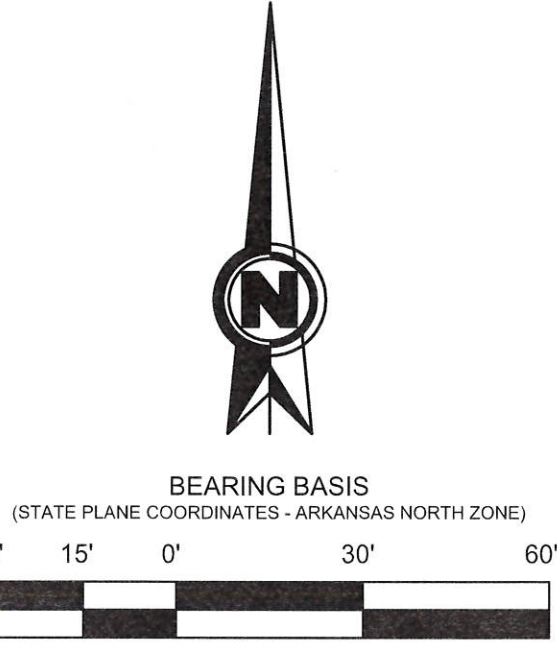 N
BEARING BASIS
(STATE PLANE COORDINATES - ARKANSAS NORTH ZONE)
' 15' 0' 30' 60'